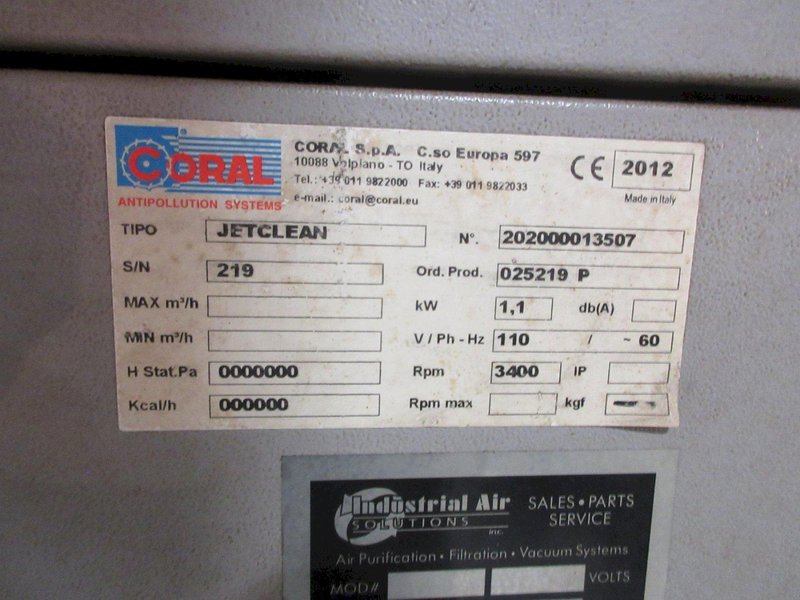 CORAL
ANTIPOLLUTION SYSTEMS
CORAL S.p.A. C.so Europa 597
10088 Volpiano - TO Italy
Tel.: +39 011 9822000 Fax: +39 011 9822033
e-mail.: coral@coral.eu
CE 2012
Made in Italy
TIPO JETCLEAN N°. 202000013507
S/N 219 Ord. Prod. 025219 P
MAX m³/h kW 1,1 db(A)
MIN m³/h V / Ph - Hz 110 / ~ 60
H Stat.Pa 0000000 Rpm 3400 IP
Kcal/h 000000 Rpm max kgf
Industrial Air
SOLUTIONS
inc.
SALES • PARTS
SERVICE
Air Purification • Filtration • Vacuum Systems
MOD# VOLTS